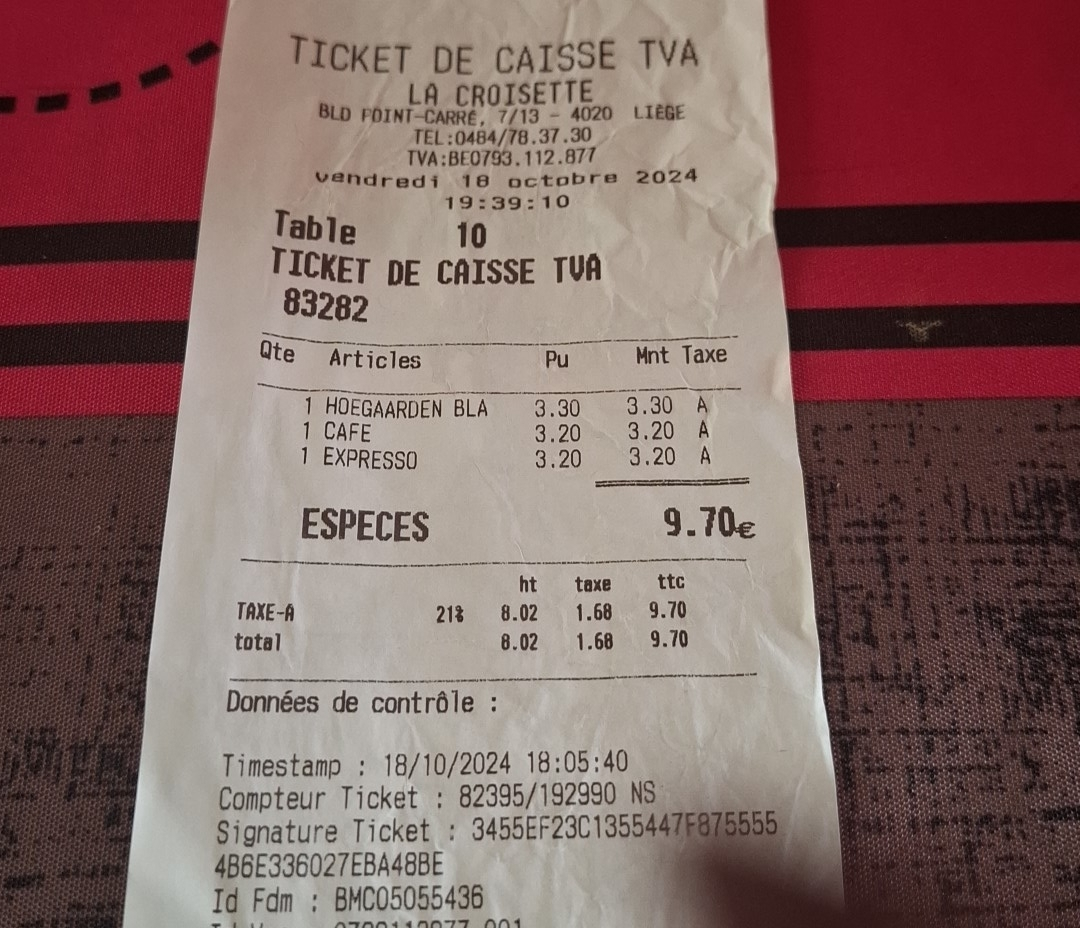 TICKET DE CAISSE TVA
LA CROISETTE
BLD POINT-CARRÉ, 7/13 - 4020 LIÈGE
TEL:0484/78.37.30
TVA:BE0793.112.877
vendredi 18 octobre 2024
19:39:10
Table 10
TICKET DE CAISSE TVA
83282
Qte Articles Pu Mnt Taxe
1 HOEGAARDEN BLA 3.30 3.30 A
1 CAFE 3.20 3.20 A
1 EXPRESSO 3.20 3.20 A
ESPECES 9.70€
ht taxe ttc
TAXE-A 21% 8.02 1.68 9.70
total 8.02 1.68 9.70
Données de contrôle :
Timestamp : 18/10/2024 18:05:40
Compteur Ticket : 82395/192990 NS
Signature Ticket : 3455EF23C1355447F875555
4B6E336027EBA48BE
Id Fdm : BMC05055436